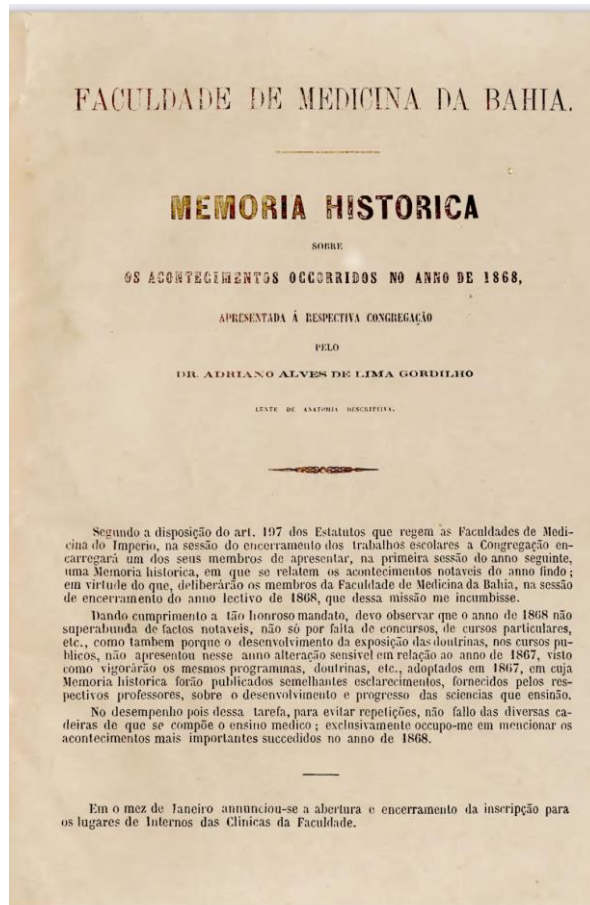 FACULDADE DE MEDICINA DA BAHIA.
MEMORIA HISTORICA
SOBRE
OS ACONTECIMENTOS OCCORRIDOS NO ANNO DE 1868,
APRESENTADA Á RESPECTIVA CONGREGAÇÃO
PELO
DR. ADRIANO ALVES DE LIMA GORDILHO
LENTE DE ANATOMIA DESCRIPTIVA.
Segundo a disposição do art. 197 dos Estatutos que regem as Faculdades de Medi-
cina do Imperio, na sessão do encerramento dos trabalhos escolares a Congregação en-
carregará um dos seus membros de apresentar, na primeira sessão do anno seguinte,
uma Memoria historica, em que se relatem os acontecimentos notaveis do anno findo;
em virtude do que, deliberárão os membros da Faculdade de Medicina da Bahia, na sessão
de encerramento do anno lectivo de 1868, que dessa missão me incumbisse.
Dando cumprimento a tão honroso mandato, devo observar que o anno de 1868 não
superabunda de factos notaveis, não só por falta de concursos, de cursos particulares,
etc., como tambem porque o desenvolvimento da exposição das doutrinas, nos cursos pu-
blicos, não apresentou nesse anno alteração sensivel em relação ao anno de 1867, visto
como vigorárão os mesmos programmas, doutrinas, etc., adoptados em 1867, em cuja
Memoria historica forão publicados semelhantes esclarecimentos, fornecidos pelos res-
pectivos professores, sobre o desenvolvimento e progresso das sciencias que ensinão.
No desempenho pois dessa tarefa, para evitar repetições, não fallo das diversas ca-
deiras de que se compõe o ensino medico; exclusivamente occupo-me em mencionar os
acontecimentos mais importantes succedidos no anno de 1868.
Em o mez de Janeiro annunciou-se a abertura e encerramento da inscripção para
os lugares de Internos das Clinicas da Faculdade.